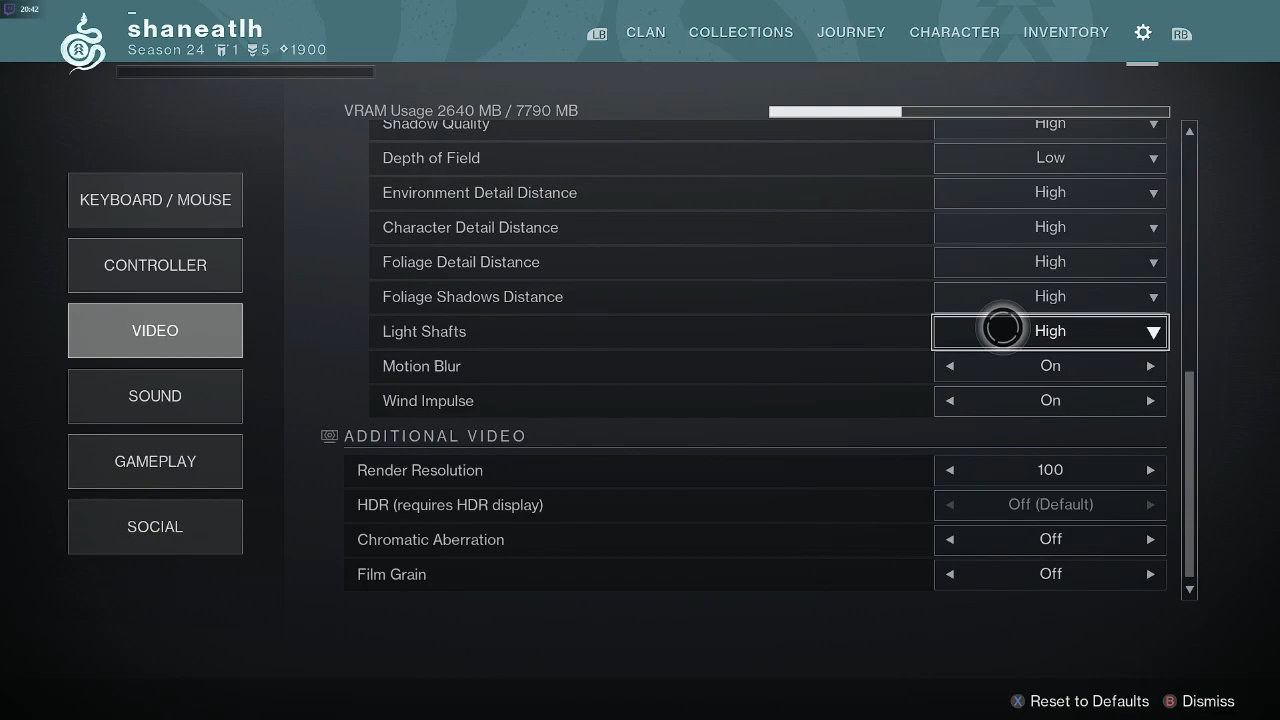 20:42
shaneatlh
Season 24 1 5 1900
LB CLAN COLLECTIONS JOURNEY CHARACTER INVENTORY RB
VRAM Usage 2640 MB / 7790 MB
Shadow Quality High
Depth of Field Low
Environment Detail Distance High
Character Detail Distance High
Foliage Detail Distance High
Foliage Shadows Distance High
Light Shafts High
Motion Blur On
Wind Impulse On
ADDITIONAL VIDEO
Render Resolution 100
HDR (requires HDR display) Off (Default)
Chromatic Aberration Off
Film Grain Off
KEYBOARD / MOUSE
CONTROLLER
VIDEO
SOUND
GAMEPLAY
SOCIAL
X Reset to Defaults B Dismiss